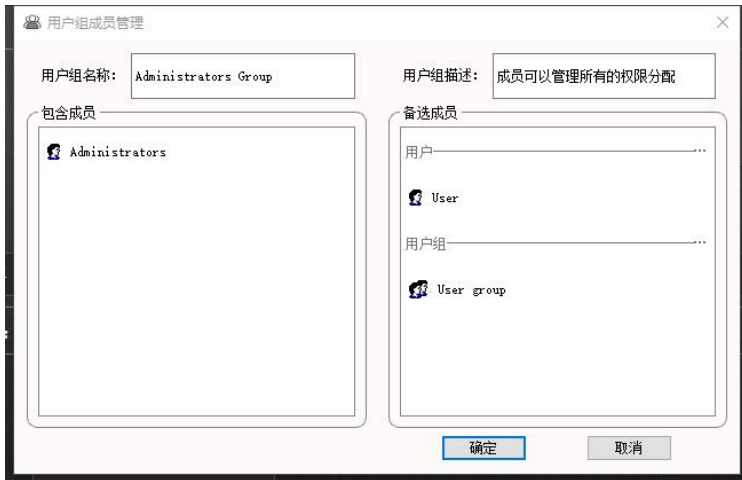 用户组成员管理
用户组名称: Administrators Group
用户组描述: 成员可以管理所有的权限分配
包含成员
Administrators
备选成员
用户
User
用户组
User group
确定
取消